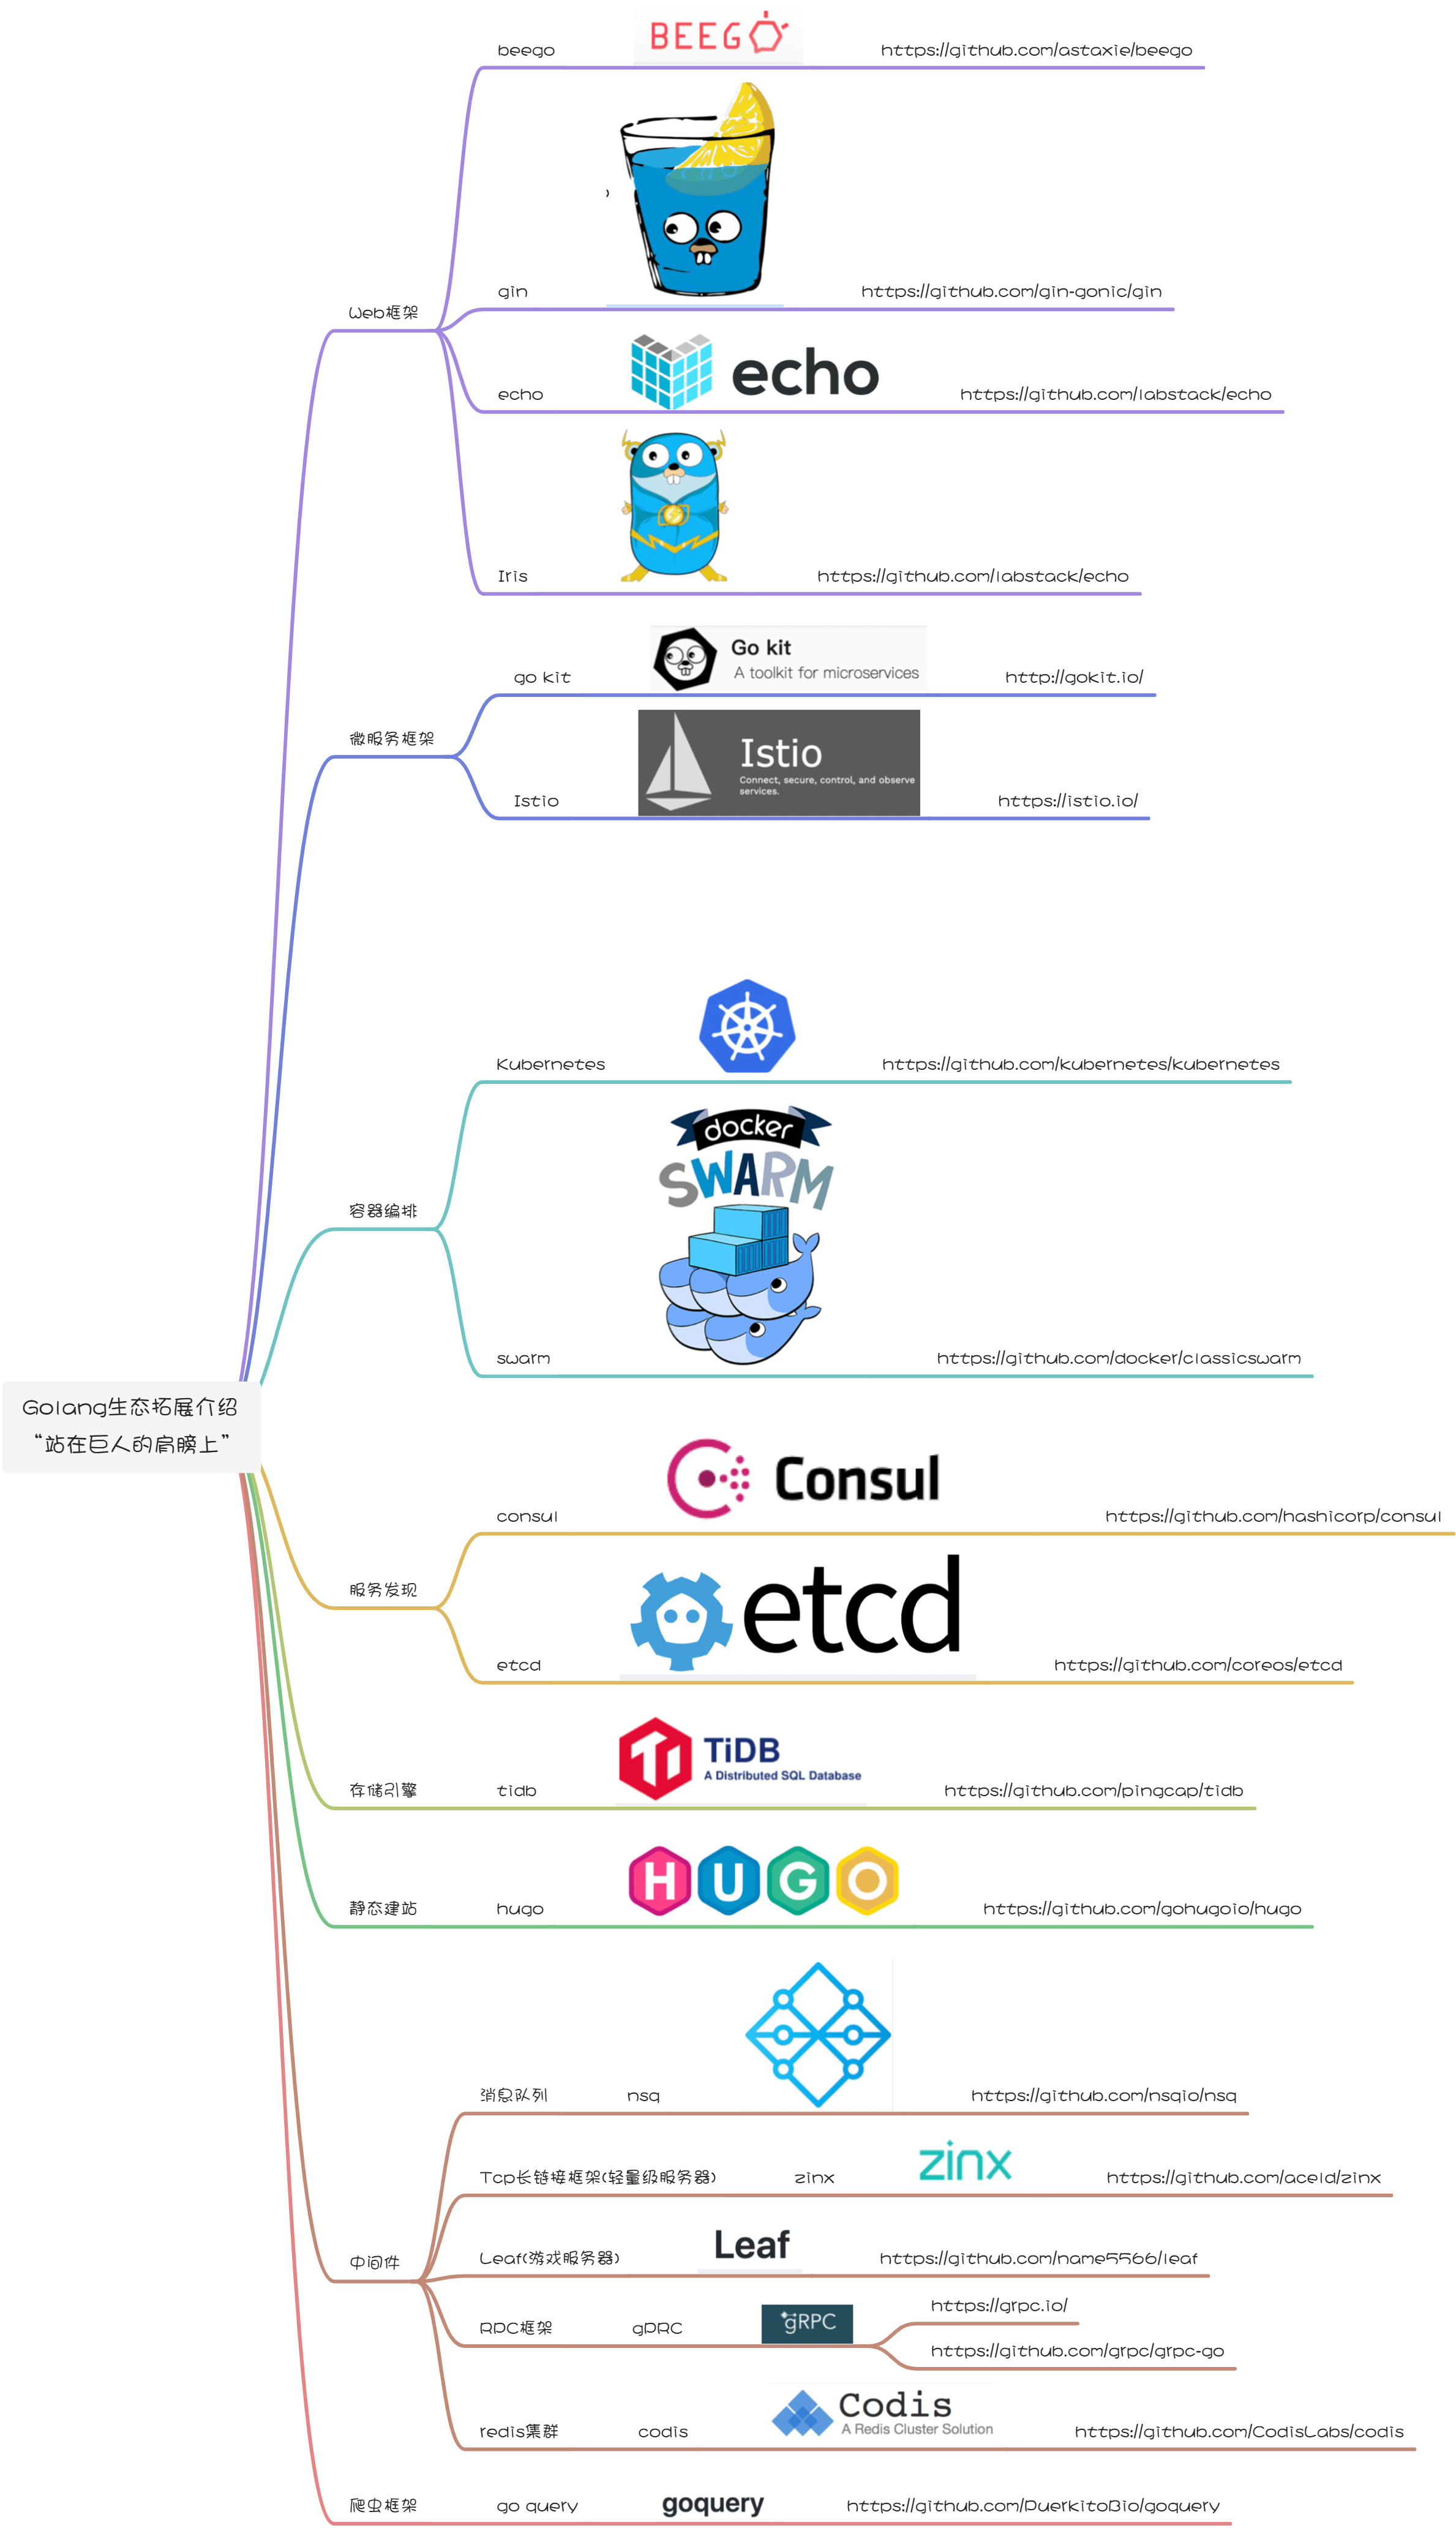 Golang生态拓展介绍
“站在巨人的肩膀上”
Web框架
beego
BEEGO
https://github.com/astaxie/beego
gin
https://github.com/gin-gonic/gin
echo
echo
https://github.com/labstack/echo
Iris
https://github.com/labstack/echo
微服务框架
go kit
Go kit
A toolkit for microservices
http://gokit.io/
Istio
Istio
Connect, secure, control, and observe
services.
https://istio.io/
容器编排
Kubernetes
https://github.com/kubernetes/kubernetes
swarm
docker
SWARM
https://github.com/docker/classicswarm
服务发现
consul
Consul
https://github.com/hashicorp/consul
etcd
etcd
https://github.com/coreos/etcd
存储引擎
tidb
TiDB
A Distributed SQL Database
https://github.com/pingcap/tidb
静态建站
hugo
HUGO
https://github.com/gohugoio/hugo
中间件
消息队列
nsq
https://github.com/nsqio/nsq
Tcp长链接框架(轻量级服务器)
zinx
zinx
https://github.com/aceld/zinx
Leaf(游戏服务器)
Leaf
https://github.com/name5566/leaf
RPC框架
gPRC
gRPC
https://grpc.io/
https://github.com/grpc/grpc-go
redis集群
codis
Codis
A Redis Cluster Solution
https://github.com/CodisLabs/codis
爬虫框架
go query
goquery
https://github.com/PuerkitoBio/goquery